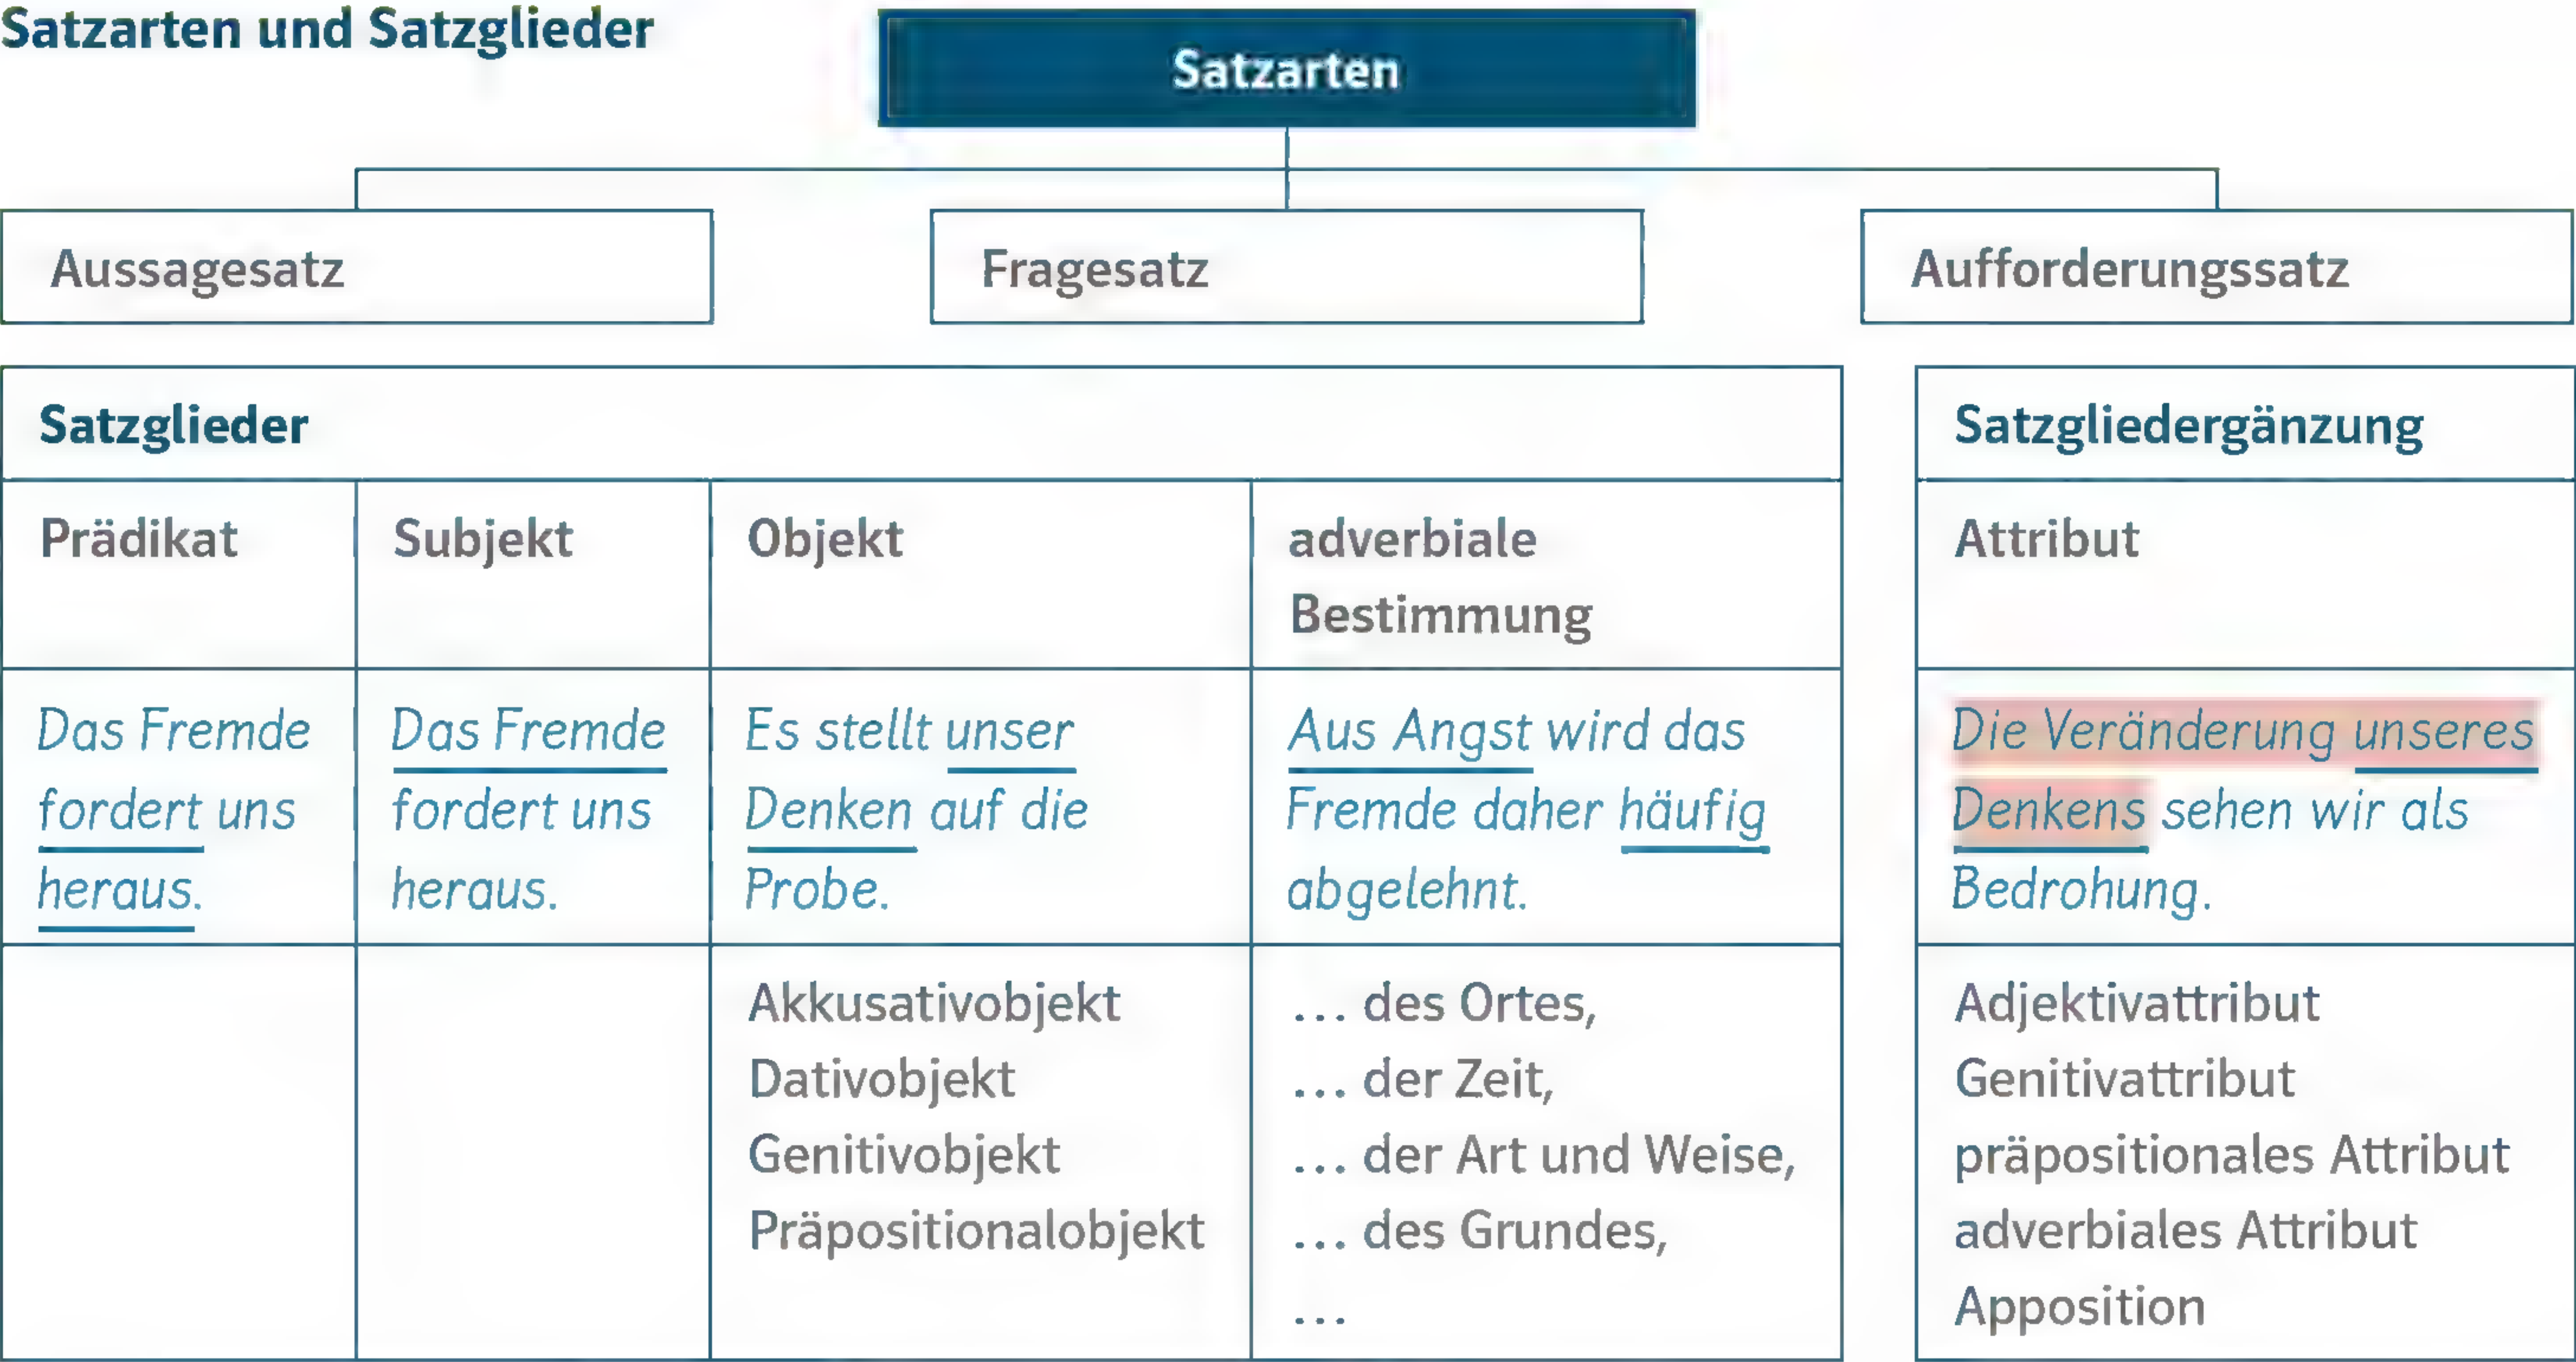 Satzarten und Satzglieder
Satzarten
Aussagesatz
Fragesatz
Aufforderungssatz
Satzglieder
Prädikat
Subjekt
Objekt
adverbiale
Bestimmung
Das Fremde
fordert uns
heraus.
Das Fremde
fordert uns
heraus.
Es stellt unser
Denken auf die
Probe.
Aus Angst wird das
Fremde daher häufig
abgelehnt.
Akkusativobjekt
Dativobjekt
Genitivobjekt
Präpositionalobjekt
... des Ortes,
... der Zeit,
... der Art und Weise,
... des Grundes,
...
Satzgliedergänzung
Attribut
Die Veränderung unseres
Denkens sehen wir als
Bedrohung.
Adjektivattribut
Genitivattribut
präpositionales Attribut
adverbiales Attribut
Apposition